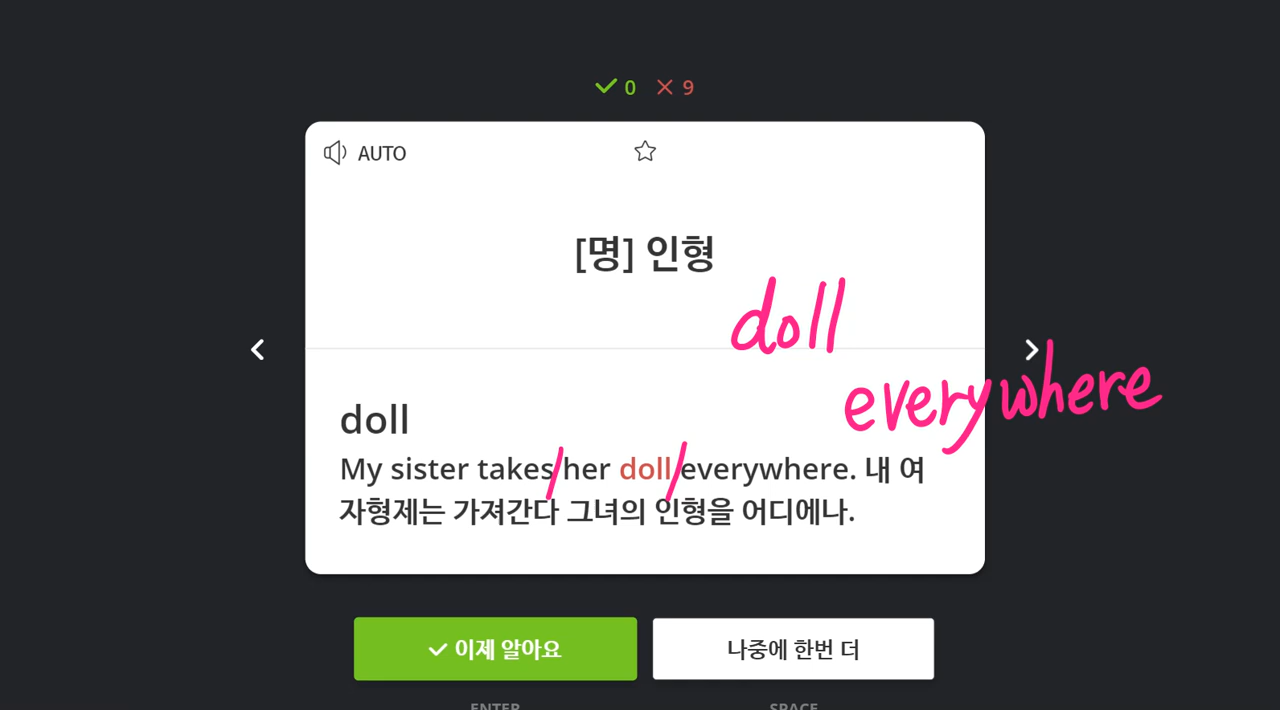 0 9
AUTO
[명] 인형
doll
everywhere
doll
My sister takes her doll everywhere. 내 여
자형제는 가져간다 그녀의 인형을 어디에나.
이제 알아요 나중에 한번 더
ENTER SPACE